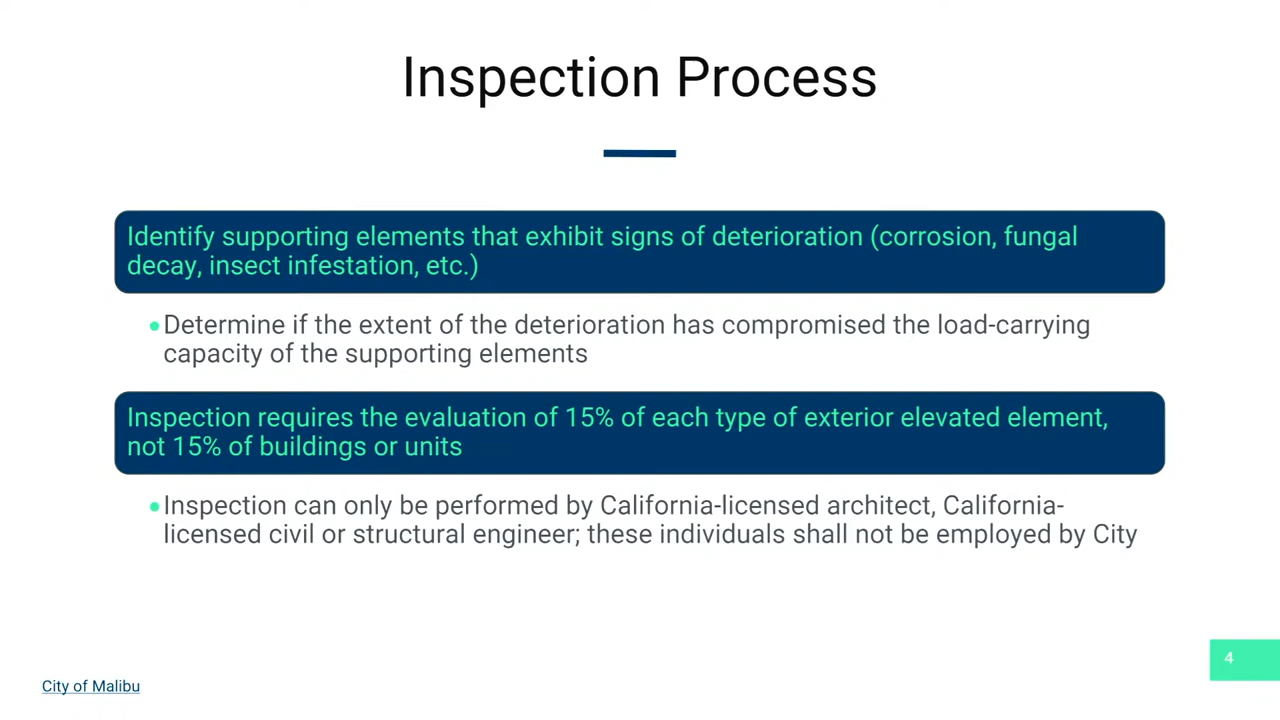 Inspection Process
Identify supporting elements that exhibit signs of deterioration (corrosion, fungal
decay, insect infestation, etc.)
•Determine if the extent of the deterioration has compromised the load-carrying
capacity of the supporting elements
Inspection requires the evaluation of 15% of each type of exterior elevated element,
not 15% of buildings or units
•Inspection can only be performed by California-licensed architect, California-
licensed civil or structural engineer; these individuals shall not be employed by City
4
City of Malibu